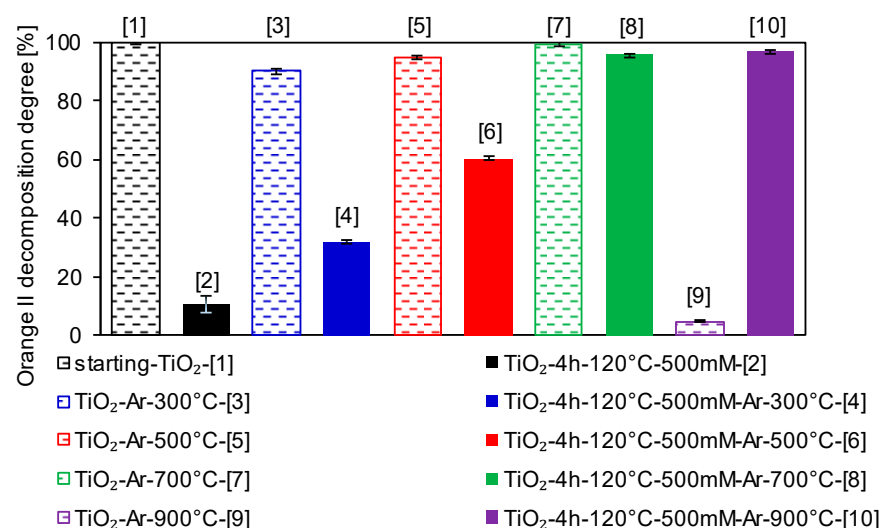 [1] [3] [5] [7] [8] [10]
Orange II decomposition degree [%]
100
80
60
40
20
0
[6]
[4]
[2]
[9]
starting-TiO₂-[1]
TiO₂-4h-120°C-500mM-[2]
TiO₂-Ar-300°C-[3]
TiO₂-4h-120°C-500mM-Ar-300°C-[4]
TiO₂-Ar-500°C-[5]
TiO₂-4h-120°C-500mM-Ar-500°C-[6]
TiO₂-Ar-700°C-[7]
TiO₂-4h-120°C-500mM-Ar-700°C-[8]
TiO₂-Ar-900°C-[9]
TiO₂-4h-120°C-500mM-Ar-900°C-[10]